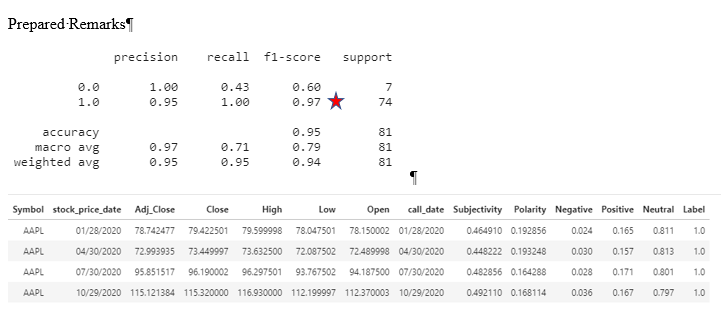 Prepared·Remarks¶
precision recall f1-score support
0.0 1.00 0.43 0.60 7
1.0 0.95 1.00 0.97 74
accuracy 0.95 81
macro avg 0.97 0.71 0.79 81
weighted avg 0.95 0.95 0.94 81
¶
Symbol stock_price_date Adj_Close Close High Low Open call_date Subjectivity Polarity Negative Positive Neutral Label
AAPL 01/28/2020 78.742477 79.422501 79.599998 78.047501 78.150002 01/28/2020 0.464910 0.192856 0.024 0.165 0.811 1.0
AAPL 04/30/2020 72.993935 73.449997 73.632500 72.087502 72.489998 04/30/2020 0.448222 0.193248 0.030 0.157 0.813 1.0
AAPL 07/30/2020 95.851517 96.190002 96.297501 93.767502 94.187500 07/30/2020 0.482856 0.164288 0.028 0.171 0.801 1.0
AAPL 10/29/2020 115.121384 115.320000 116.930000 112.199997 112.370003 10/29/2020 0.492110 0.168114 0.036 0.167 0.797 1.0